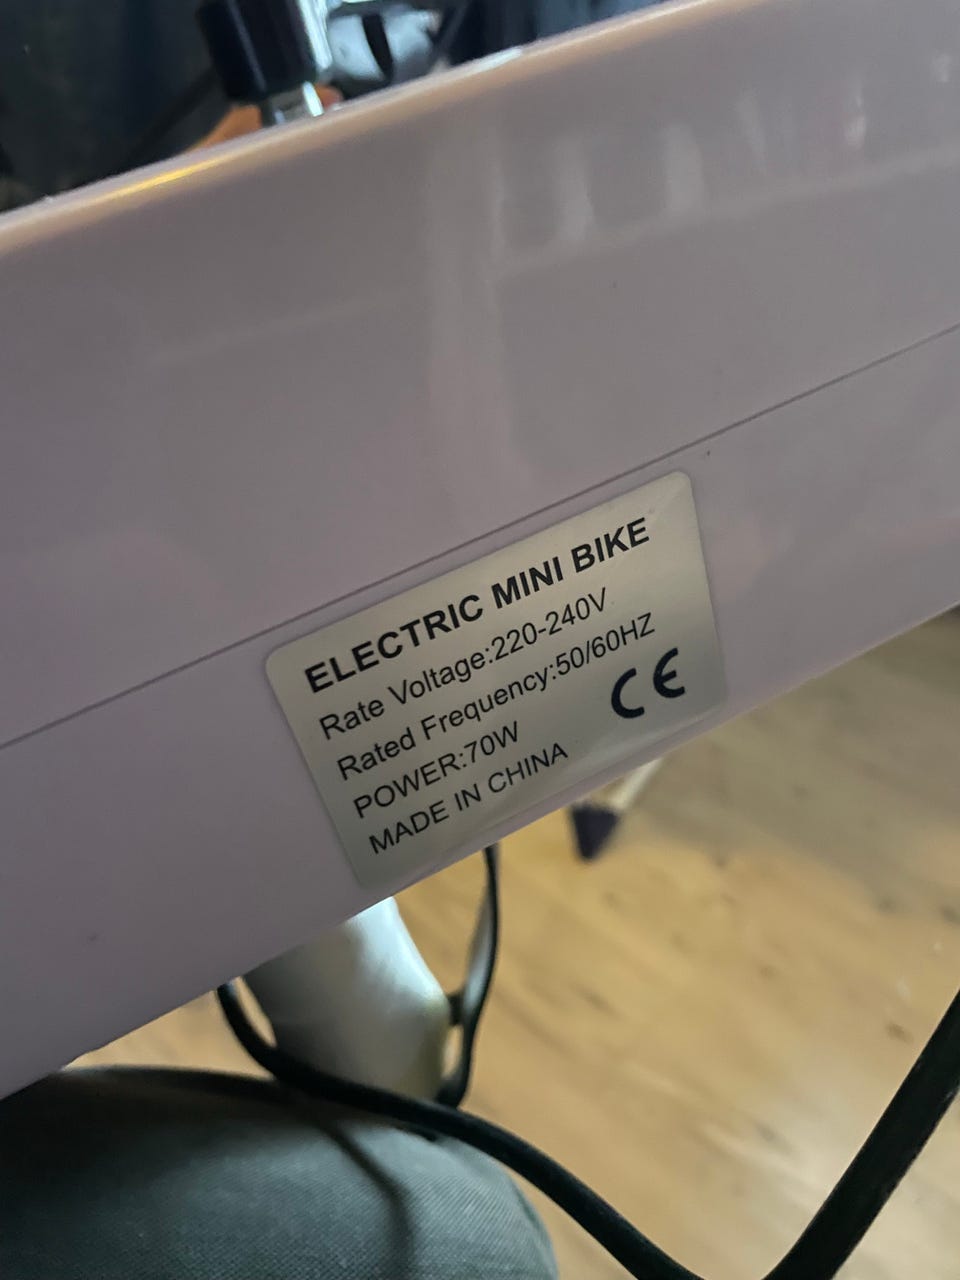 ELECTRIC MINI BIKE
Rate Voltage:220-240V
Rated Frequency:50/60HZ
POWER:70W
MADE IN CHINA
CE